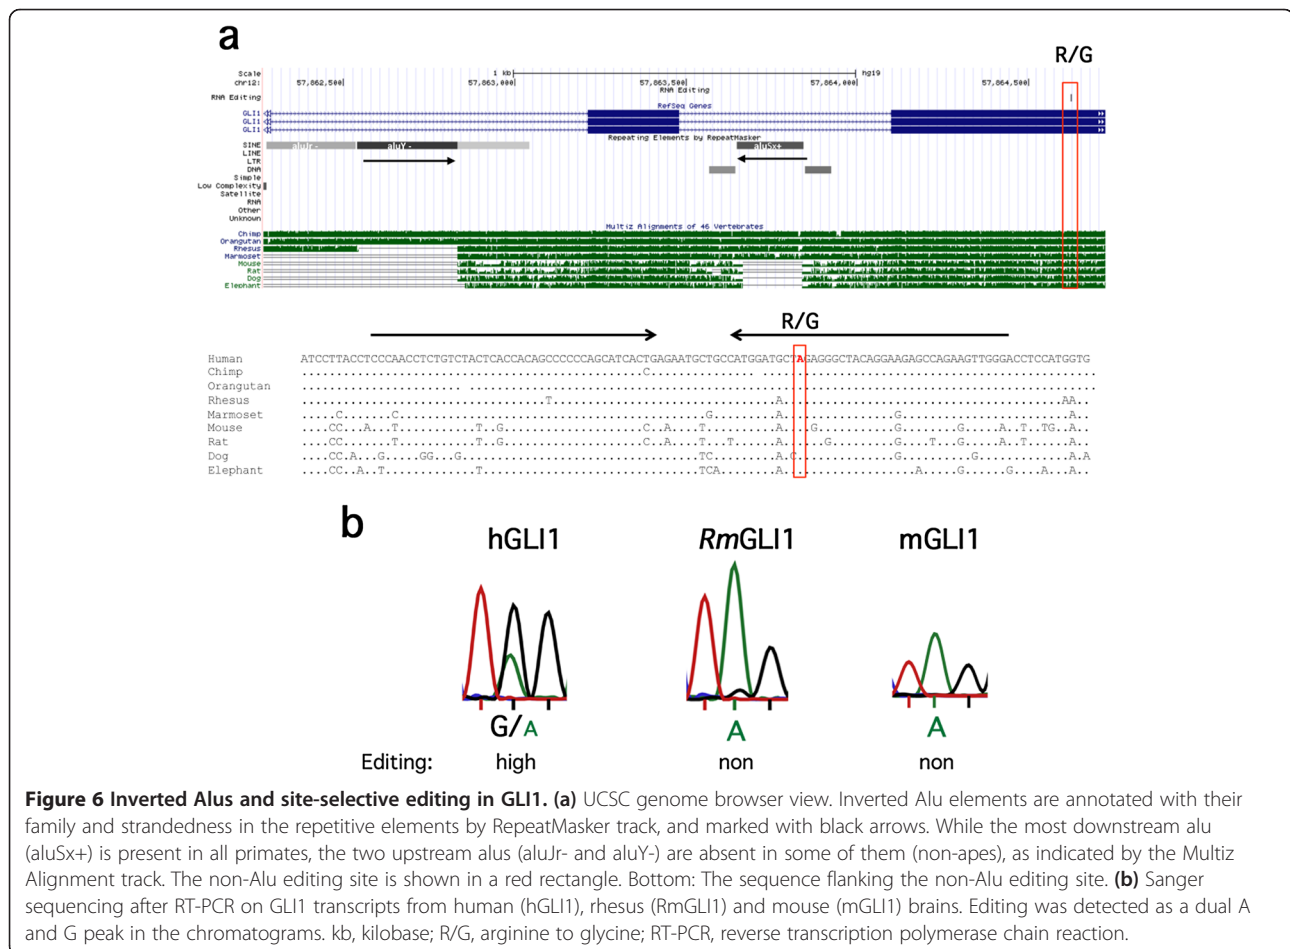 a
R/G
Scale
1 kb
hg19
chr12:
57,862,500
57,863,000
57,863,500
57,864,000
57,864,500
RNA Editing
RNA Editing
RefSeq Genes
GLI1
GLI1
GLI1
Repeating Elements by RepeatMasker
SINE
aluJr -
aluY -
aluSx+
LINE
LTR
DNA
Simple
Low Complexity
Satellite
RNA
Other
Unknown
Multiz Alignments of 46 Vertebrates
Chimp
Orangutan
Rhesus
Marmoset
Mouse
Rat
Dog
Elephant
R/G
Human ATCCTTACCTCCCAACCTCTGTCTACTCACCACAGCCCCCCAGCATCACTGAGAATGCTGCCATGGATGCTAGAGGGCTACAGGAAGAGCCAGAAGTTGGGACCTCCATGGTG
Chimp C
Orangutan
Rhesus T A AA
Marmoset C C G A G A
Mouse CC A T T G C A T A G G G A T TG A
Rat CC T T G C A T T A G G T G A T A
Dog CC A G GG G TC A C G G A A
Elephant CC A T T TCA A A G G A A
b
hGLI1
RmGLI1
mGLI1
G/A
A
A
Editing: high non non
Figure 6 Inverted Alus and site-selective editing in GLI1. (a) UCSC genome browser view. Inverted Alu elements are annotated with their
family and strandedness in the repetitive elements by RepeatMasker track, and marked with black arrows. While the most downstream alu
(aluSx+) is present in all primates, the two upstream alus (aluJr- and aluY-) are absent in some of them (non-apes), as indicated by the Multiz
Alignment track. The non-Alu editing site is shown in a red rectangle. Bottom: The sequence flanking the non-Alu editing site. (b) Sanger
sequencing after RT-PCR on GLI1 transcripts from human (hGLI1), rhesus (RmGLI1) and mouse (mGLI1) brains. Editing was detected as a dual A
and G peak in the chromatograms. kb, kilobase; R/G, arginine to glycine; RT-PCR, reverse transcription polymerase chain reaction.